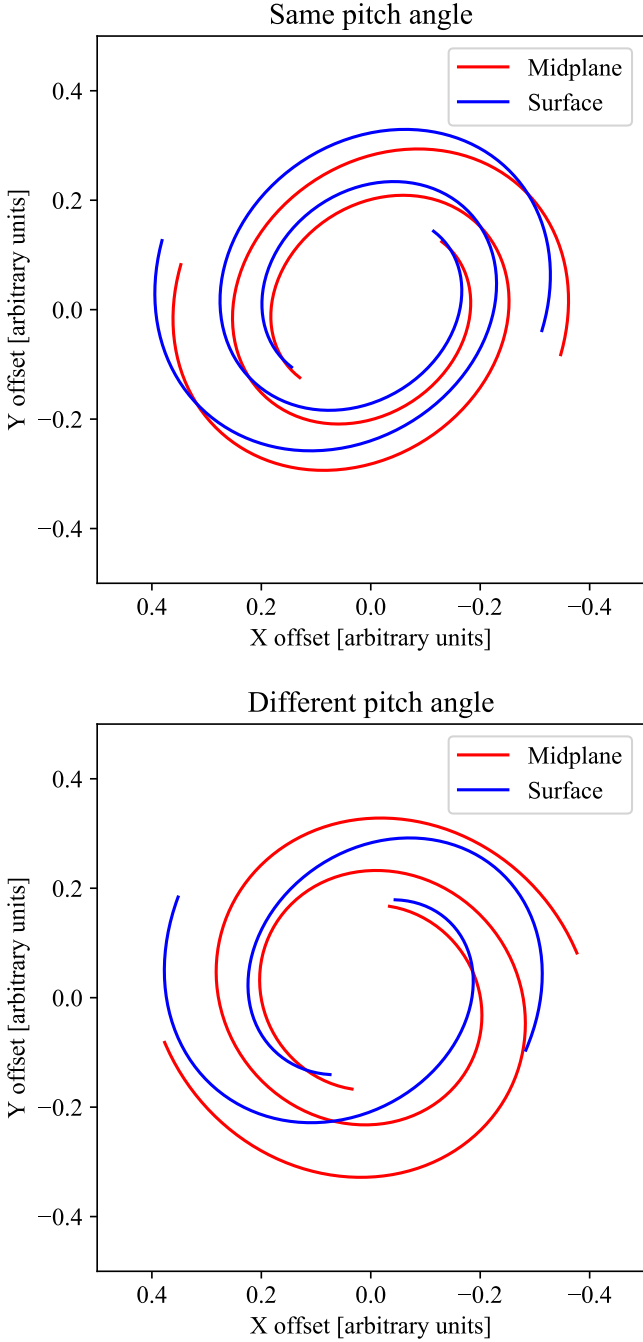 Same pitch angle
Midplane
Surface
0.4
0.2
0.0
−0.2
−0.4
Y offset [arbitrary units]
0.4 0.2 0.0 −0.2 −0.4
X offset [arbitrary units]
Different pitch angle
Midplane
Surface
0.4
0.2
0.0
−0.2
−0.4
Y offset [arbitrary units]
0.4 0.2 0.0 −0.2 −0.4
X offset [arbitrary units]